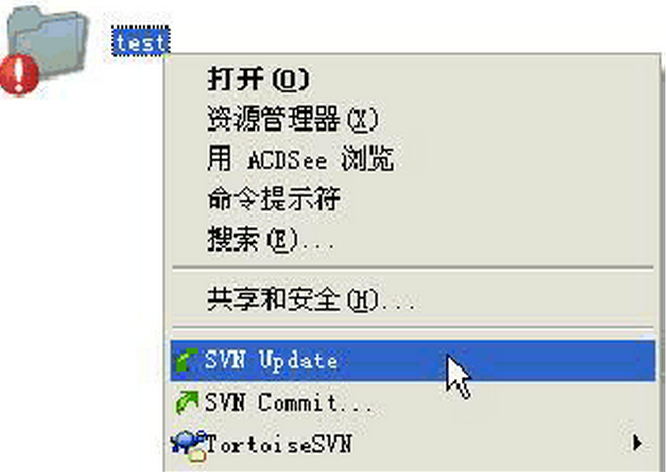 test
打开(O)
资源管理器(X)
用 ACDSee 浏览
命令提示符
搜索(E)...
共享和安全(H)...
SVN Update
SVN Commit...
TortoiseSVN